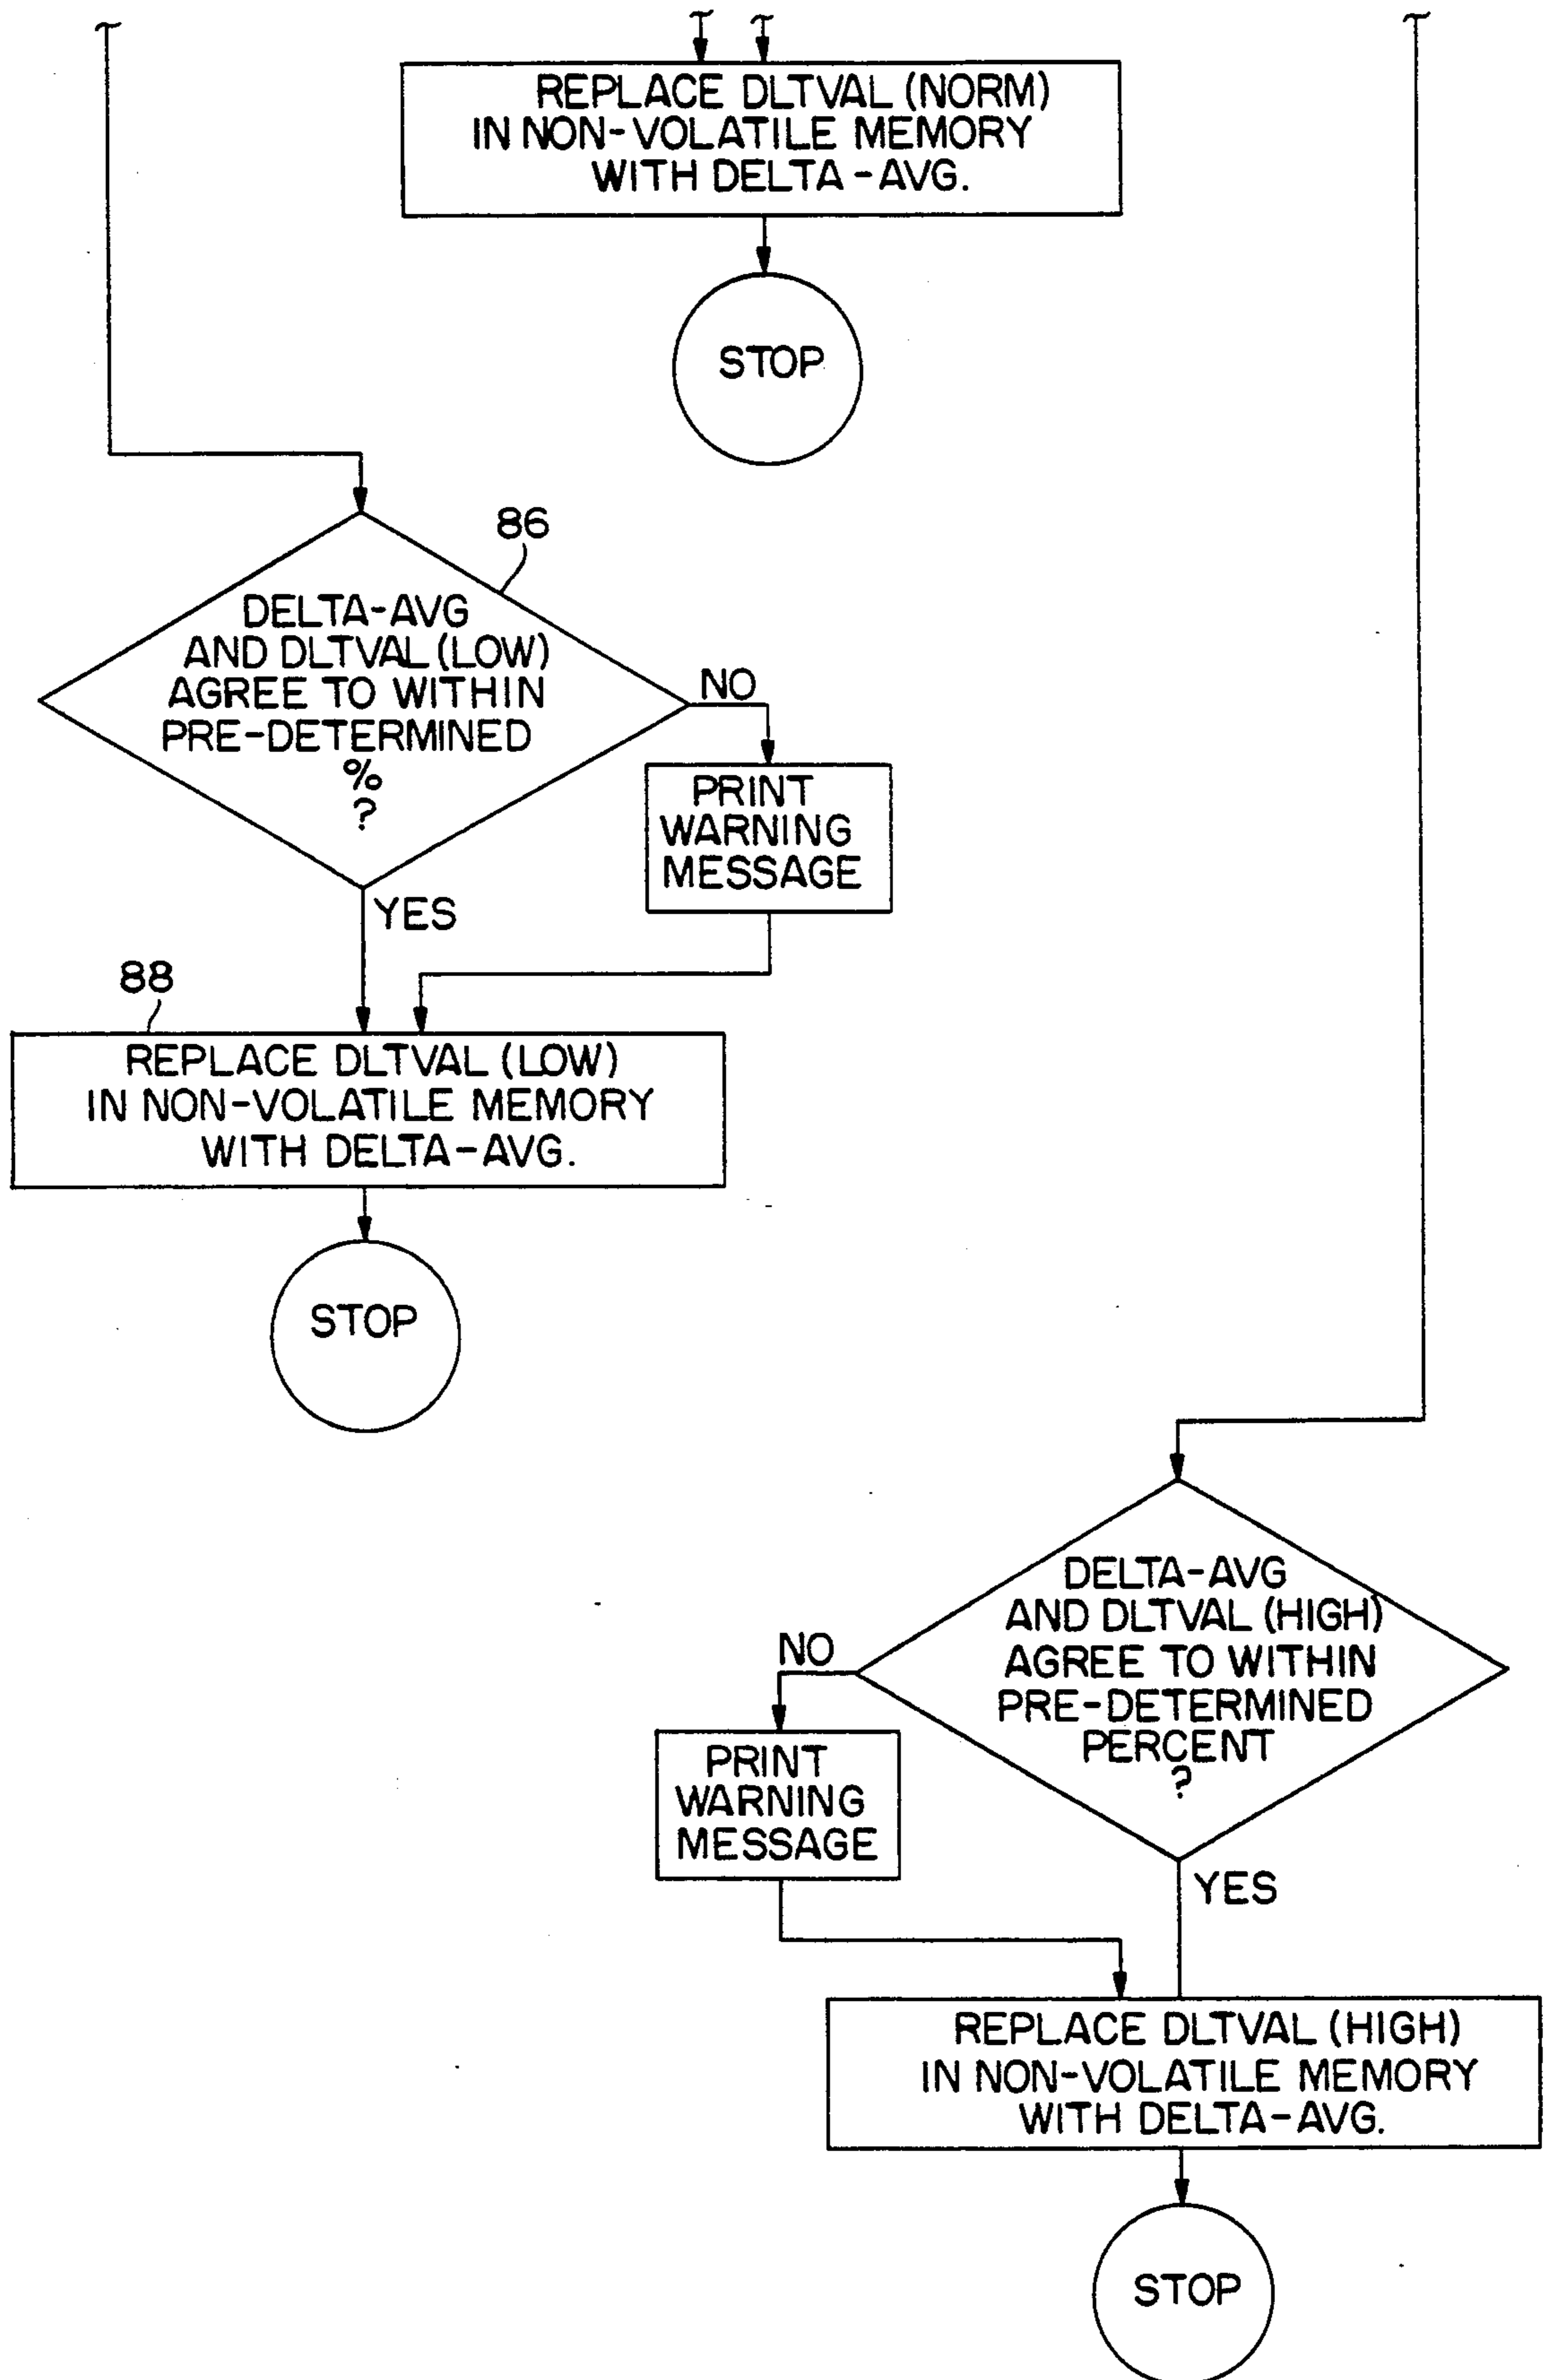 REPLACE DLTVAL (NORM)
IN NON-VOLATILE MEMORY
WITH DELTA-AVG.
STOP
86
DELTA-AVG
AND DLTVAL (LOW)
AGREE TO WITHIN
PRE-DETERMINED
%
?
NO
PRINT
WARNING
MESSAGE
YES
88
REPLACE DLTVAL (LOW)
IN NON-VOLATILE MEMORY
WITH DELTA-AVG.
STOP
DELTA-AVG
AND DLTVAL (HIGH)
AGREE TO WITHIN
PRE-DETERMINED
PERCENT
?
NO
PRINT
WARNING
MESSAGE
YES
REPLACE DLTVAL (HIGH)
IN NON-VOLATILE MEMORY
WITH DELTA-AVG.
STOP